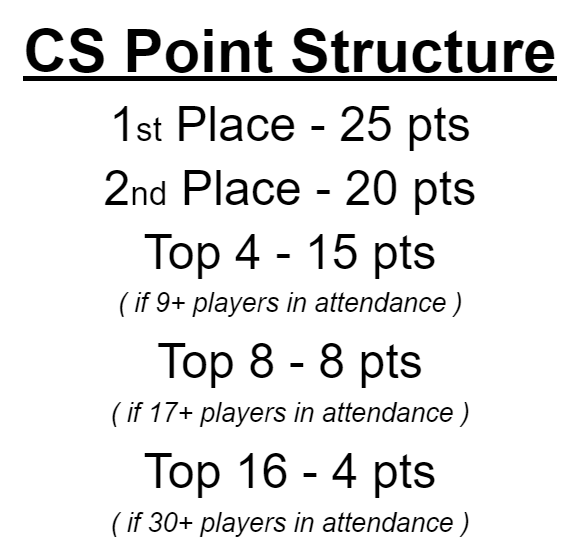 CS Point Structure
1st Place - 25 pts
2nd Place - 20 pts
Top 4 - 15 pts
( if 9+ players in attendance )
Top 8 - 8 pts
( if 17+ players in attendance )
Top 16 - 4 pts
( if 30+ players in attendance )